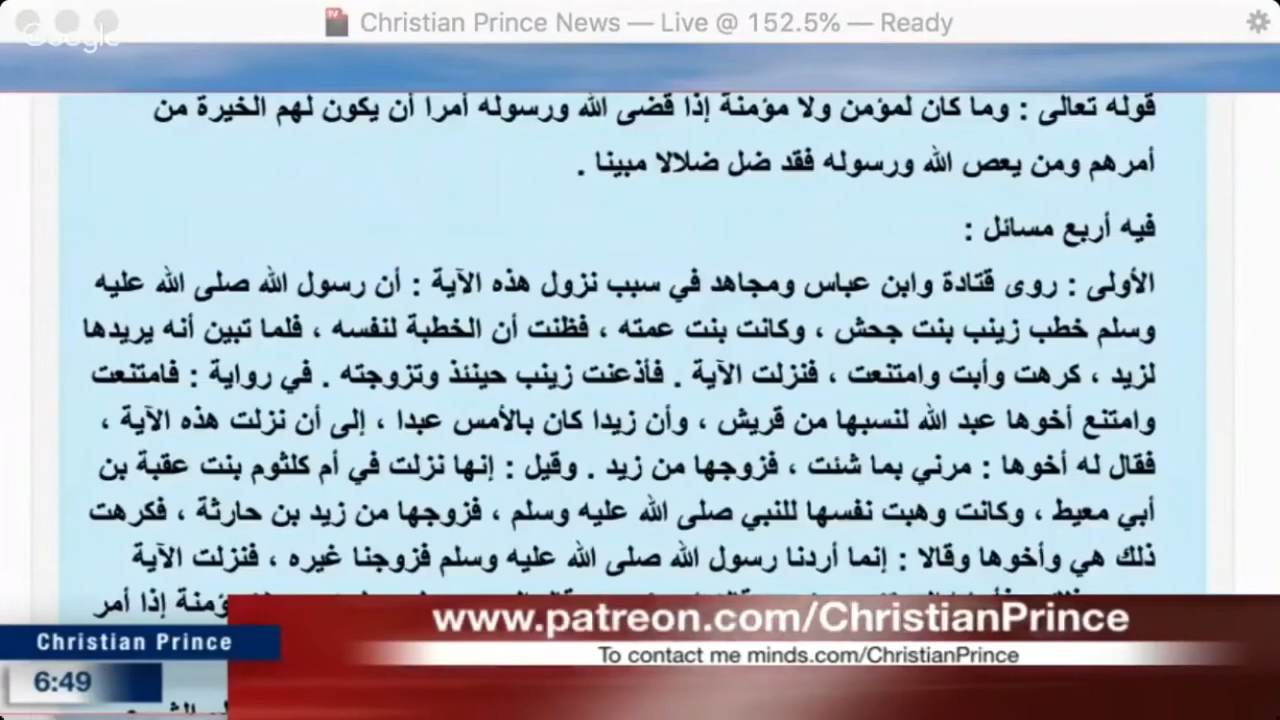 Christian Prince News — Live @ 152.5% — Ready
Google
قوله تعالى : وما كان لمؤمن ولا مؤمنة إذا قضى الله ورسوله أمرا أن يكون لهم الخيرة من
أمرهم ومن يعص الله ورسوله فقد ضل ضلالا مبينا .
فيه أربع مسائل :
الأولى : روى قتادة وابن عباس ومجاهد في سبب نزول هذه الآية : أن رسول الله صلى الله عليه
وسلم خطب زينب بنت جحش ، وكانت بنت عمته ، فظنت أن الخطبة لنفسه ، فلما تبين أنه يريدها
لزيد ، كرهت وأبت وامتنعت ، فنزلت الآية . فأذعنت زينب حينئذ وتزوجته . في رواية : فامتنعت
وامتنع أخوها عبد الله لنسبها من قريش ، وأن زيدا كان بالأمس عبدا ، إلى أن نزلت هذه الآية ،
فقال له أخوها : مرني بما شئت ، فزوجها من زيد . وقيل : إنها نزلت في أم كلثوم بنت عقبة بن
أبي معيط ، وكانت وهبت نفسها للنبي صلى الله عليه وسلم ، فزوجها من زيد بن حارثة ، فكرهت
ذلك هي وأخوها وقالا : إنما أردنا رسول الله صلى الله عليه وسلم فزوجنا غيره ، فنزلت الآية
إذا أمر
www.patreon.com/ChristianPrince
Christian Prince
To contact me minds.com/ChristianPrince
6:49